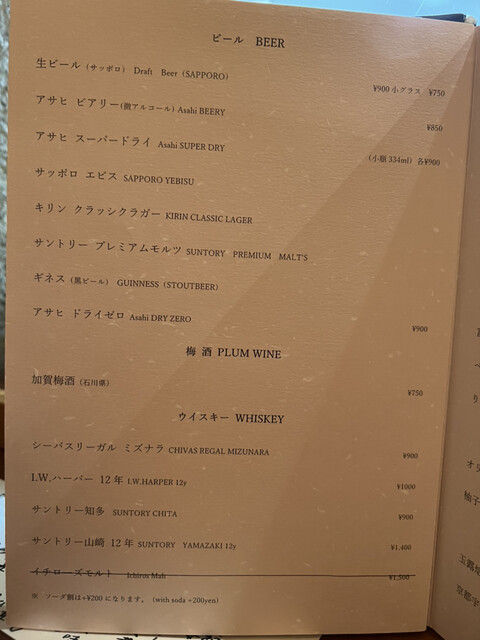 ビール BEER
生ビール(サッポロ) Draft Beer(SAPPORO) ¥900 小グラス ¥750
アサヒ ビアリー(微アルコール) Asahi BEERY ¥850
アサヒ スーパードライ Asahi SUPER DRY (小瓶 334ml) 各¥900
サッポロ エビス SAPPORO YEBISU
キリン クラッシクラガー KIRIN CLASSIC LAGER
サントリー プレミアムモルツ SUNTORY PREMIUM MALT'S
ギネス(黒ビール) GUINNESS(STOUTBEER)
アサヒ ドライゼロ Asahi DRY ZERO ¥900
梅 酒 PLUM WINE
加賀梅酒(石川県) ¥750
ウイスキー WHISKEY
シーバスリーガル ミズナラ CHIVAS REGAL MIZUNARA ¥900
I.W.ハーバー 12 年 I.W.HARPER 12y ¥1000
サントリー知多 SUNTORY CHITA ¥900
サントリー山崎 12 年 SUNTORY YAMAZAKI 12y ¥1,400
イチローズモルト Ichiros Malt ¥1,500
※ ソーダ割は+¥200 になります。 (with soda +200yen)